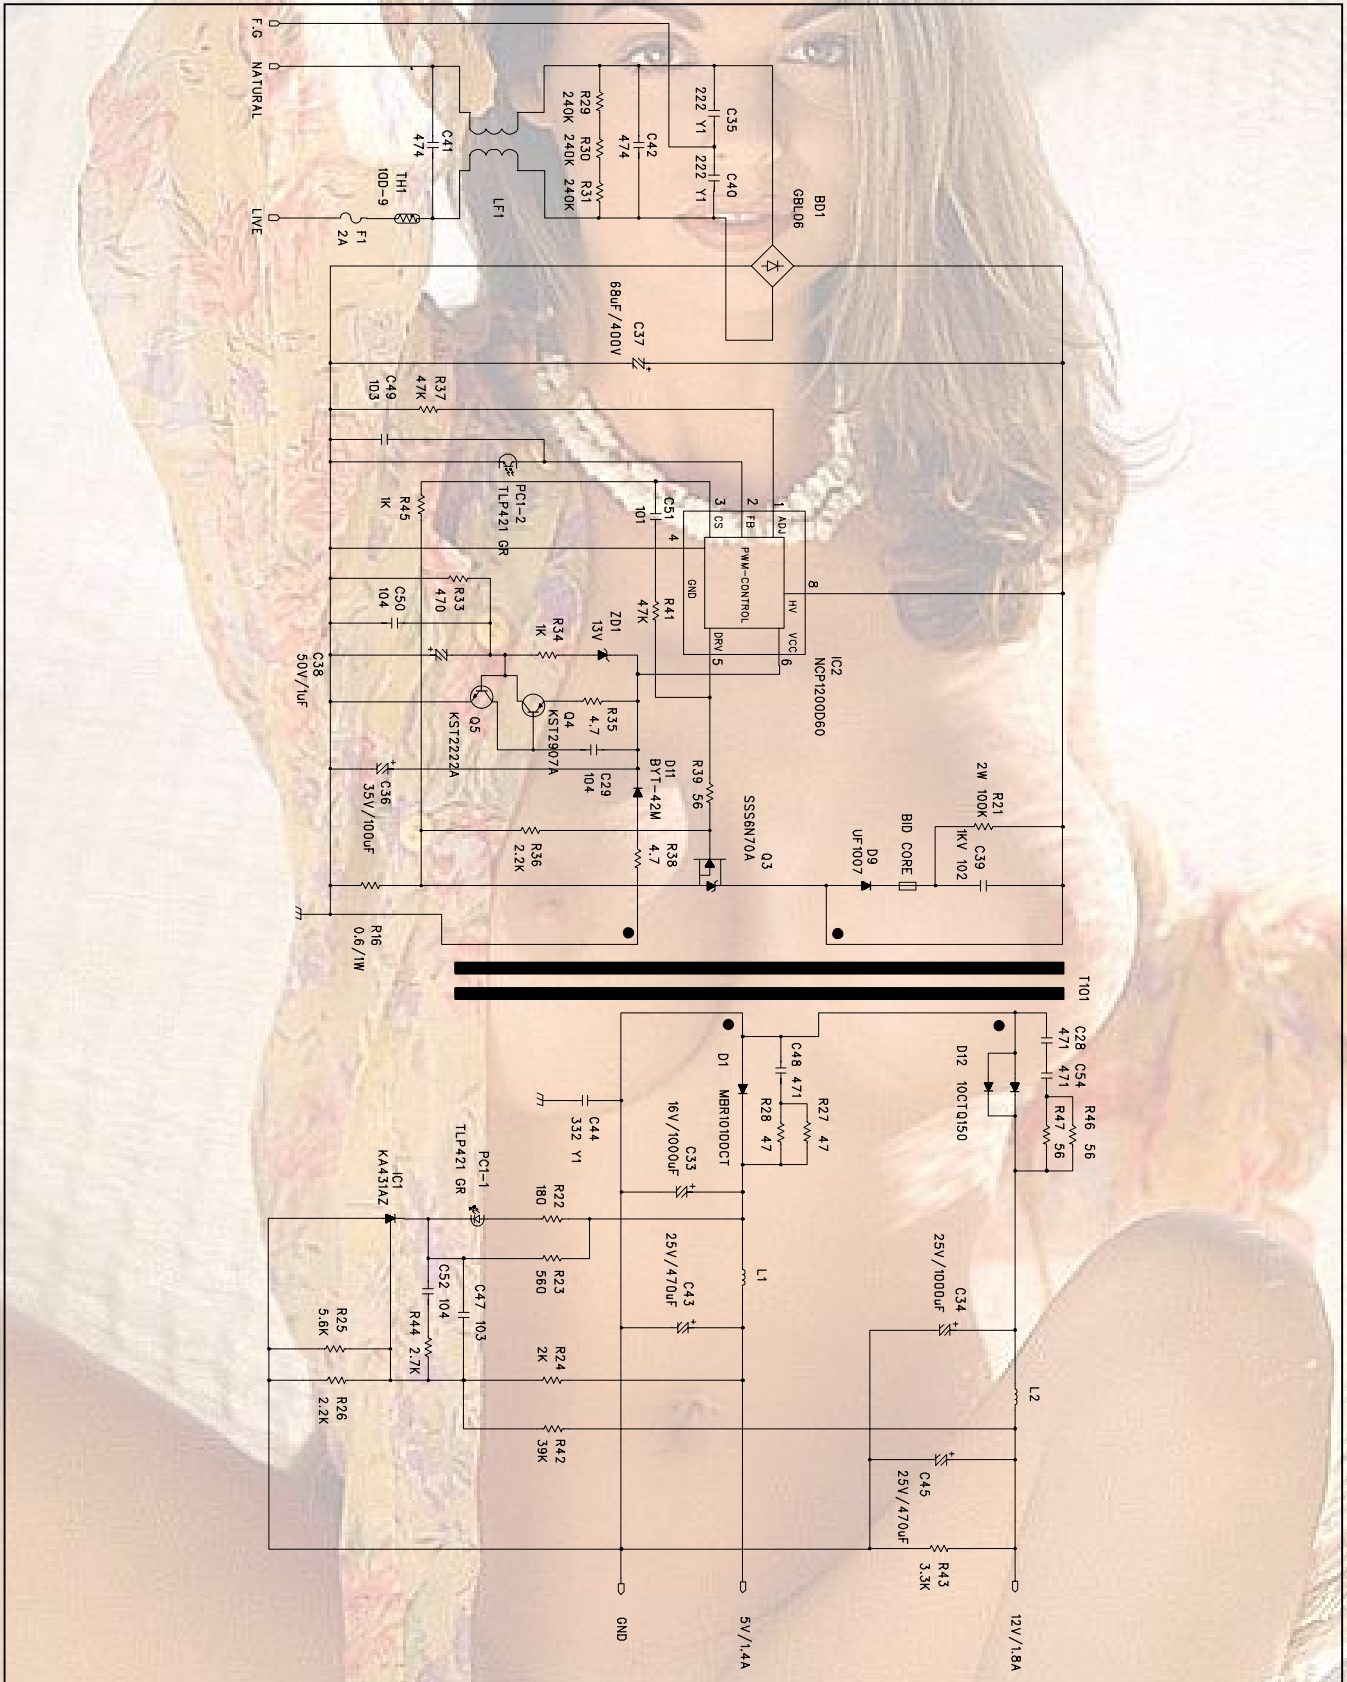 F.G
NATURAL
LIVE
F1
2A
TH1
10D-9
C41
474
LF1
R29
240K
R30
240K
R31
240K
C42
474
C35
222 Y1
C40
222 Y1
BD1
GBLD6
C37
68uF/400V
R37
47K
C49
103
PC1-2
TLP421 GR
R45
1K
C51
101
R41
47K
1
2
3
4
5
6
8
ADJ
FB
CS
PWM-CONTROL
GND
HV
VCC
DRV
IC2
NCP1200D60
R33
470
C50
104
C38
50V/1uF
R34
1K
ZD1
13V
R35
4.7
Q4
KST2907A
Q5
KST2222A
C29
104
C36
35V/100uF
D11
BYT-42M
R38
4.7
R36
2.2K
R39 56
Q3
SSS6N70A
R16
0.6/1W
R21
2W 100K
C39
1KV 102
BID CORE
D9
UF1007
T101
C28
471
C54
471
R46 56
R47 56
D12 10CTQ150
C48 471
R27 47
R28 47
D1 MBR10100CT
C44
332 Y1
C33
16V/1000uF
PC1-1
TLP421 GR
IC1
KA431AZ
R22
180
R23
560
L1
C43
25V/470uF
C34
25V/1000uF
L2
C52 104
C47 103
R44 2.7K
R25
5.6K
R26
2.2K
R24
2K
R42
39K
C45
25V/470uF
R43
3.3K
GND
5V/1.4A
12V/1.8A